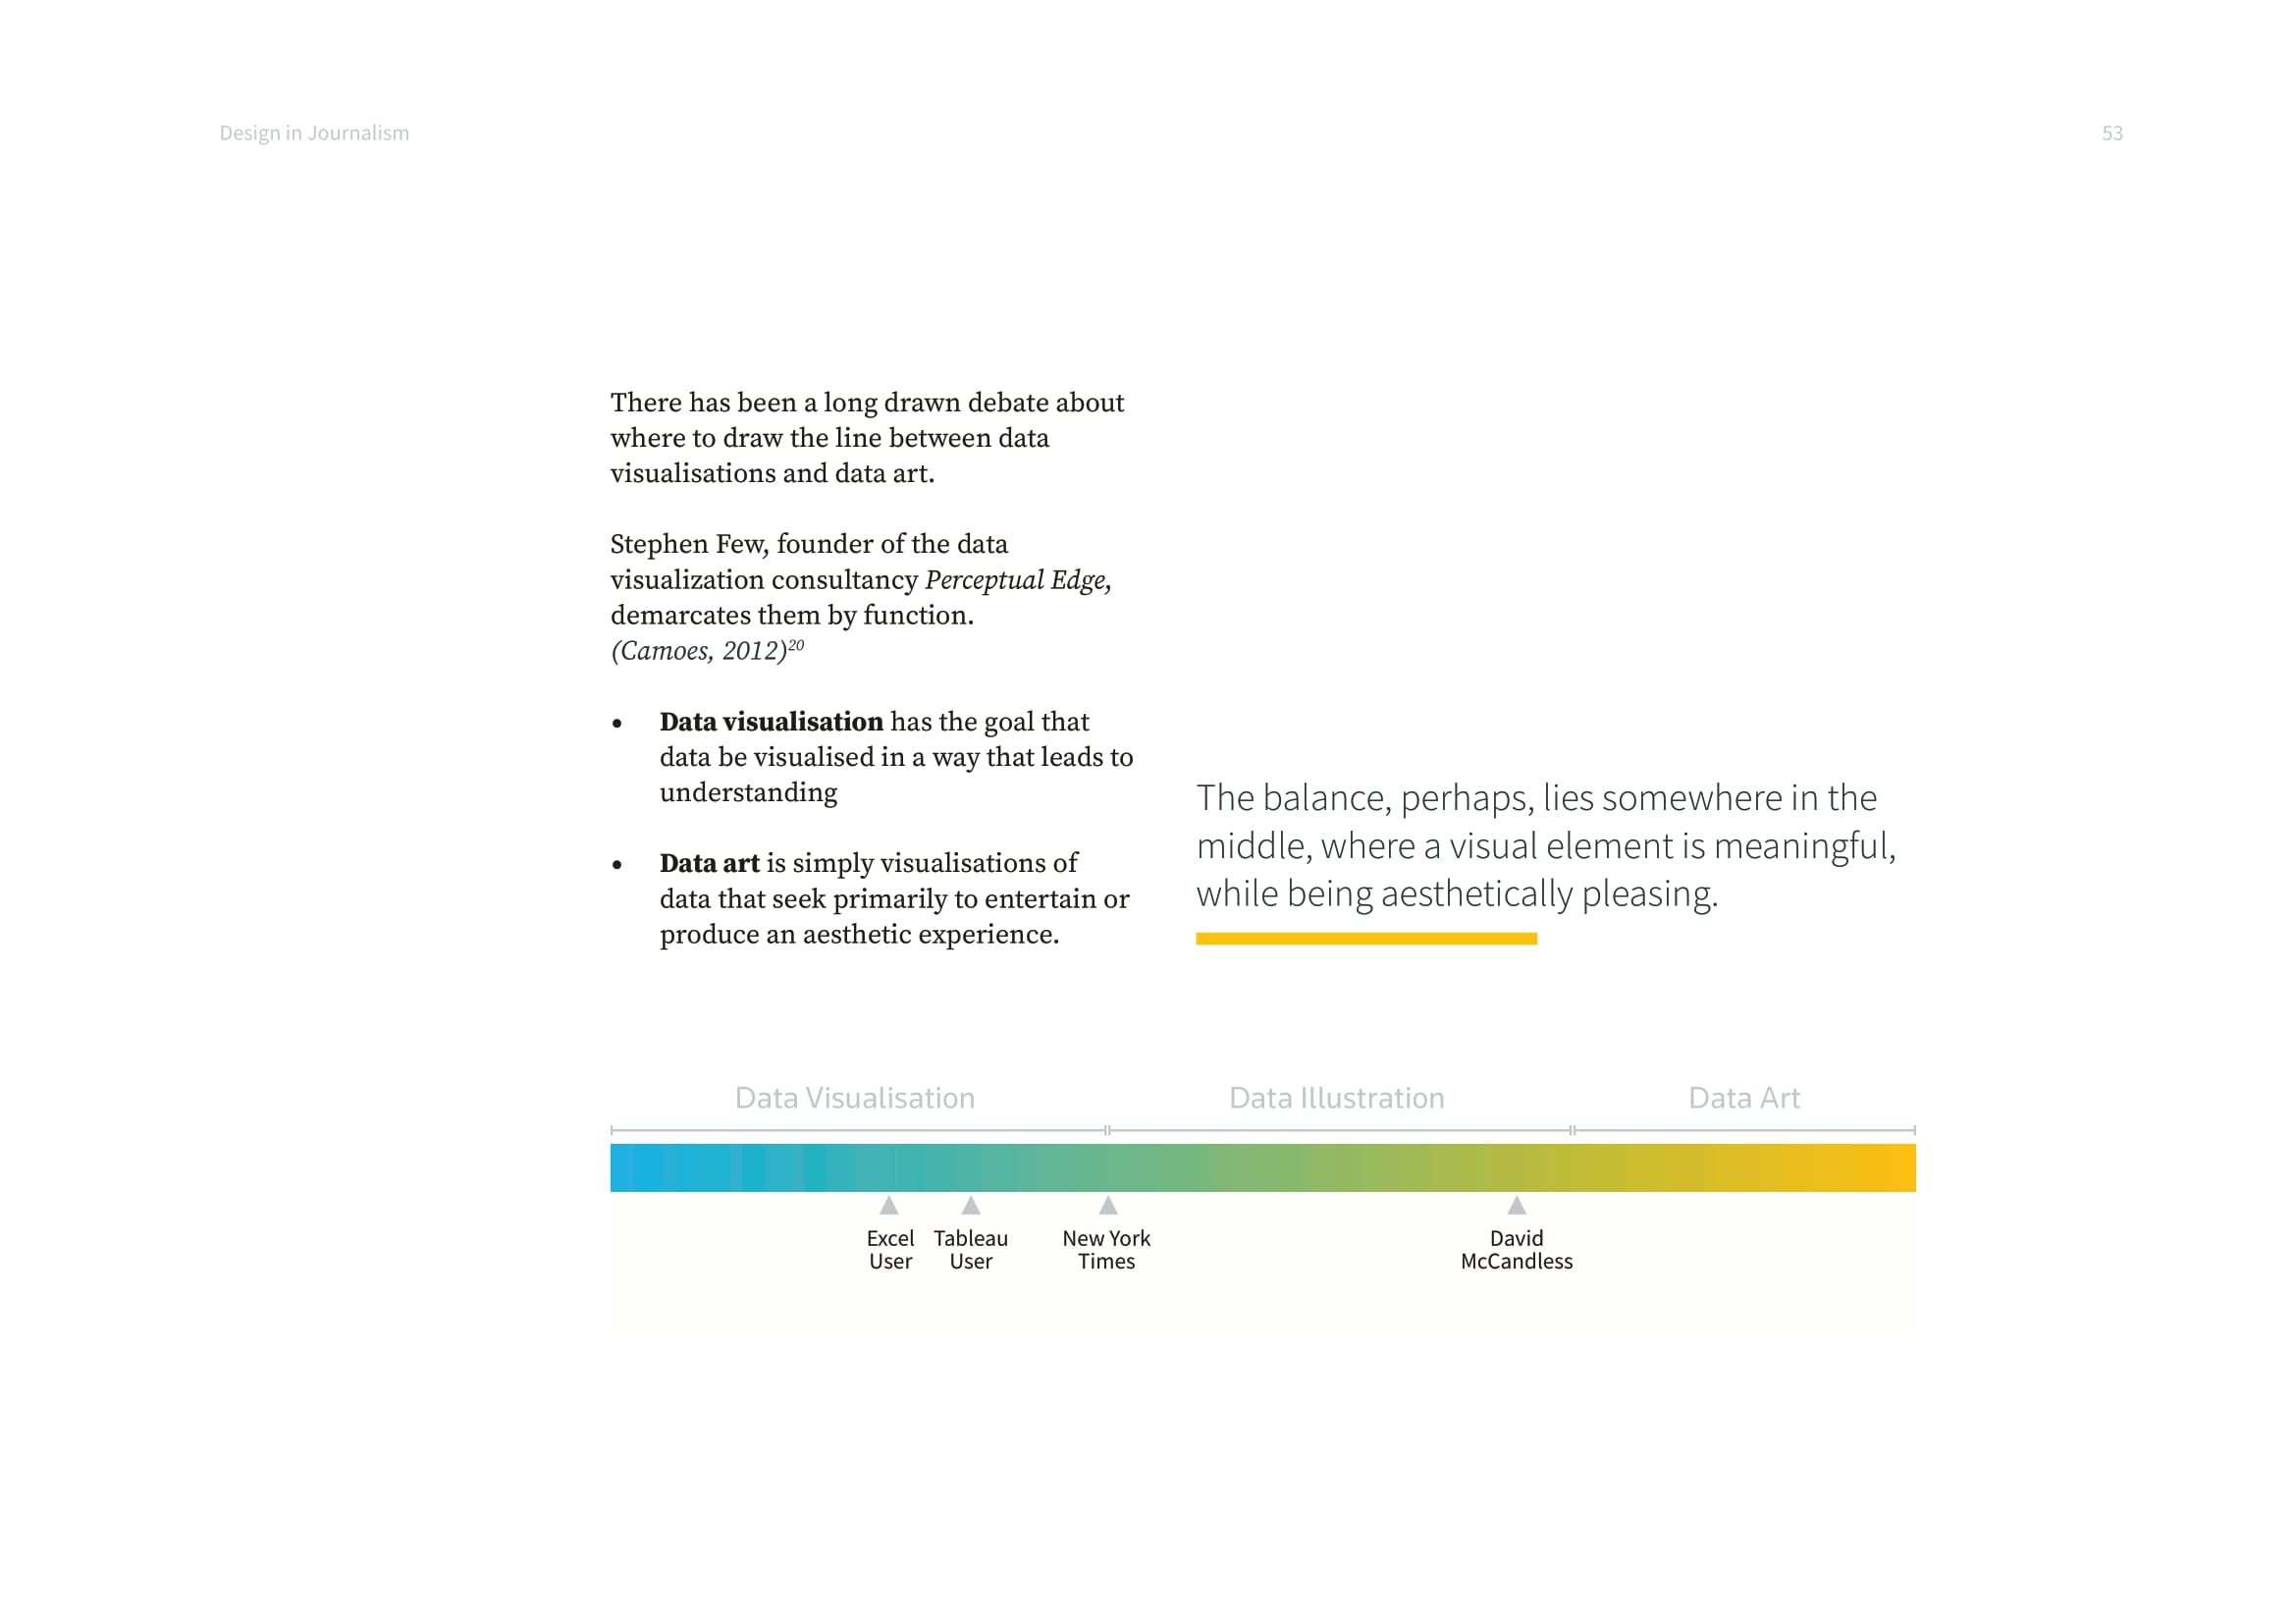 Design in Journalism
53
There has been a long drawn debate about
where to draw the line between data
visualisations and data art.
Stephen Few, founder of the data
visualization consultancy Perceptual Edge,
demarcates them by function.
(Camoes, 2012)20
• Data visualisation has the goal that
data be visualised in a way that leads to
understanding
• Data art is simply visualisations of
data that seek primarily to entertain or
produce an aesthetic experience.
The balance, perhaps, lies somewhere in the
middle, where a visual element is meaningful,
while being aesthetically pleasing.
Data Visualisation
Data Illustration
Data Art
Excel
User
Tableau
User
New York
Times
David
McCandless